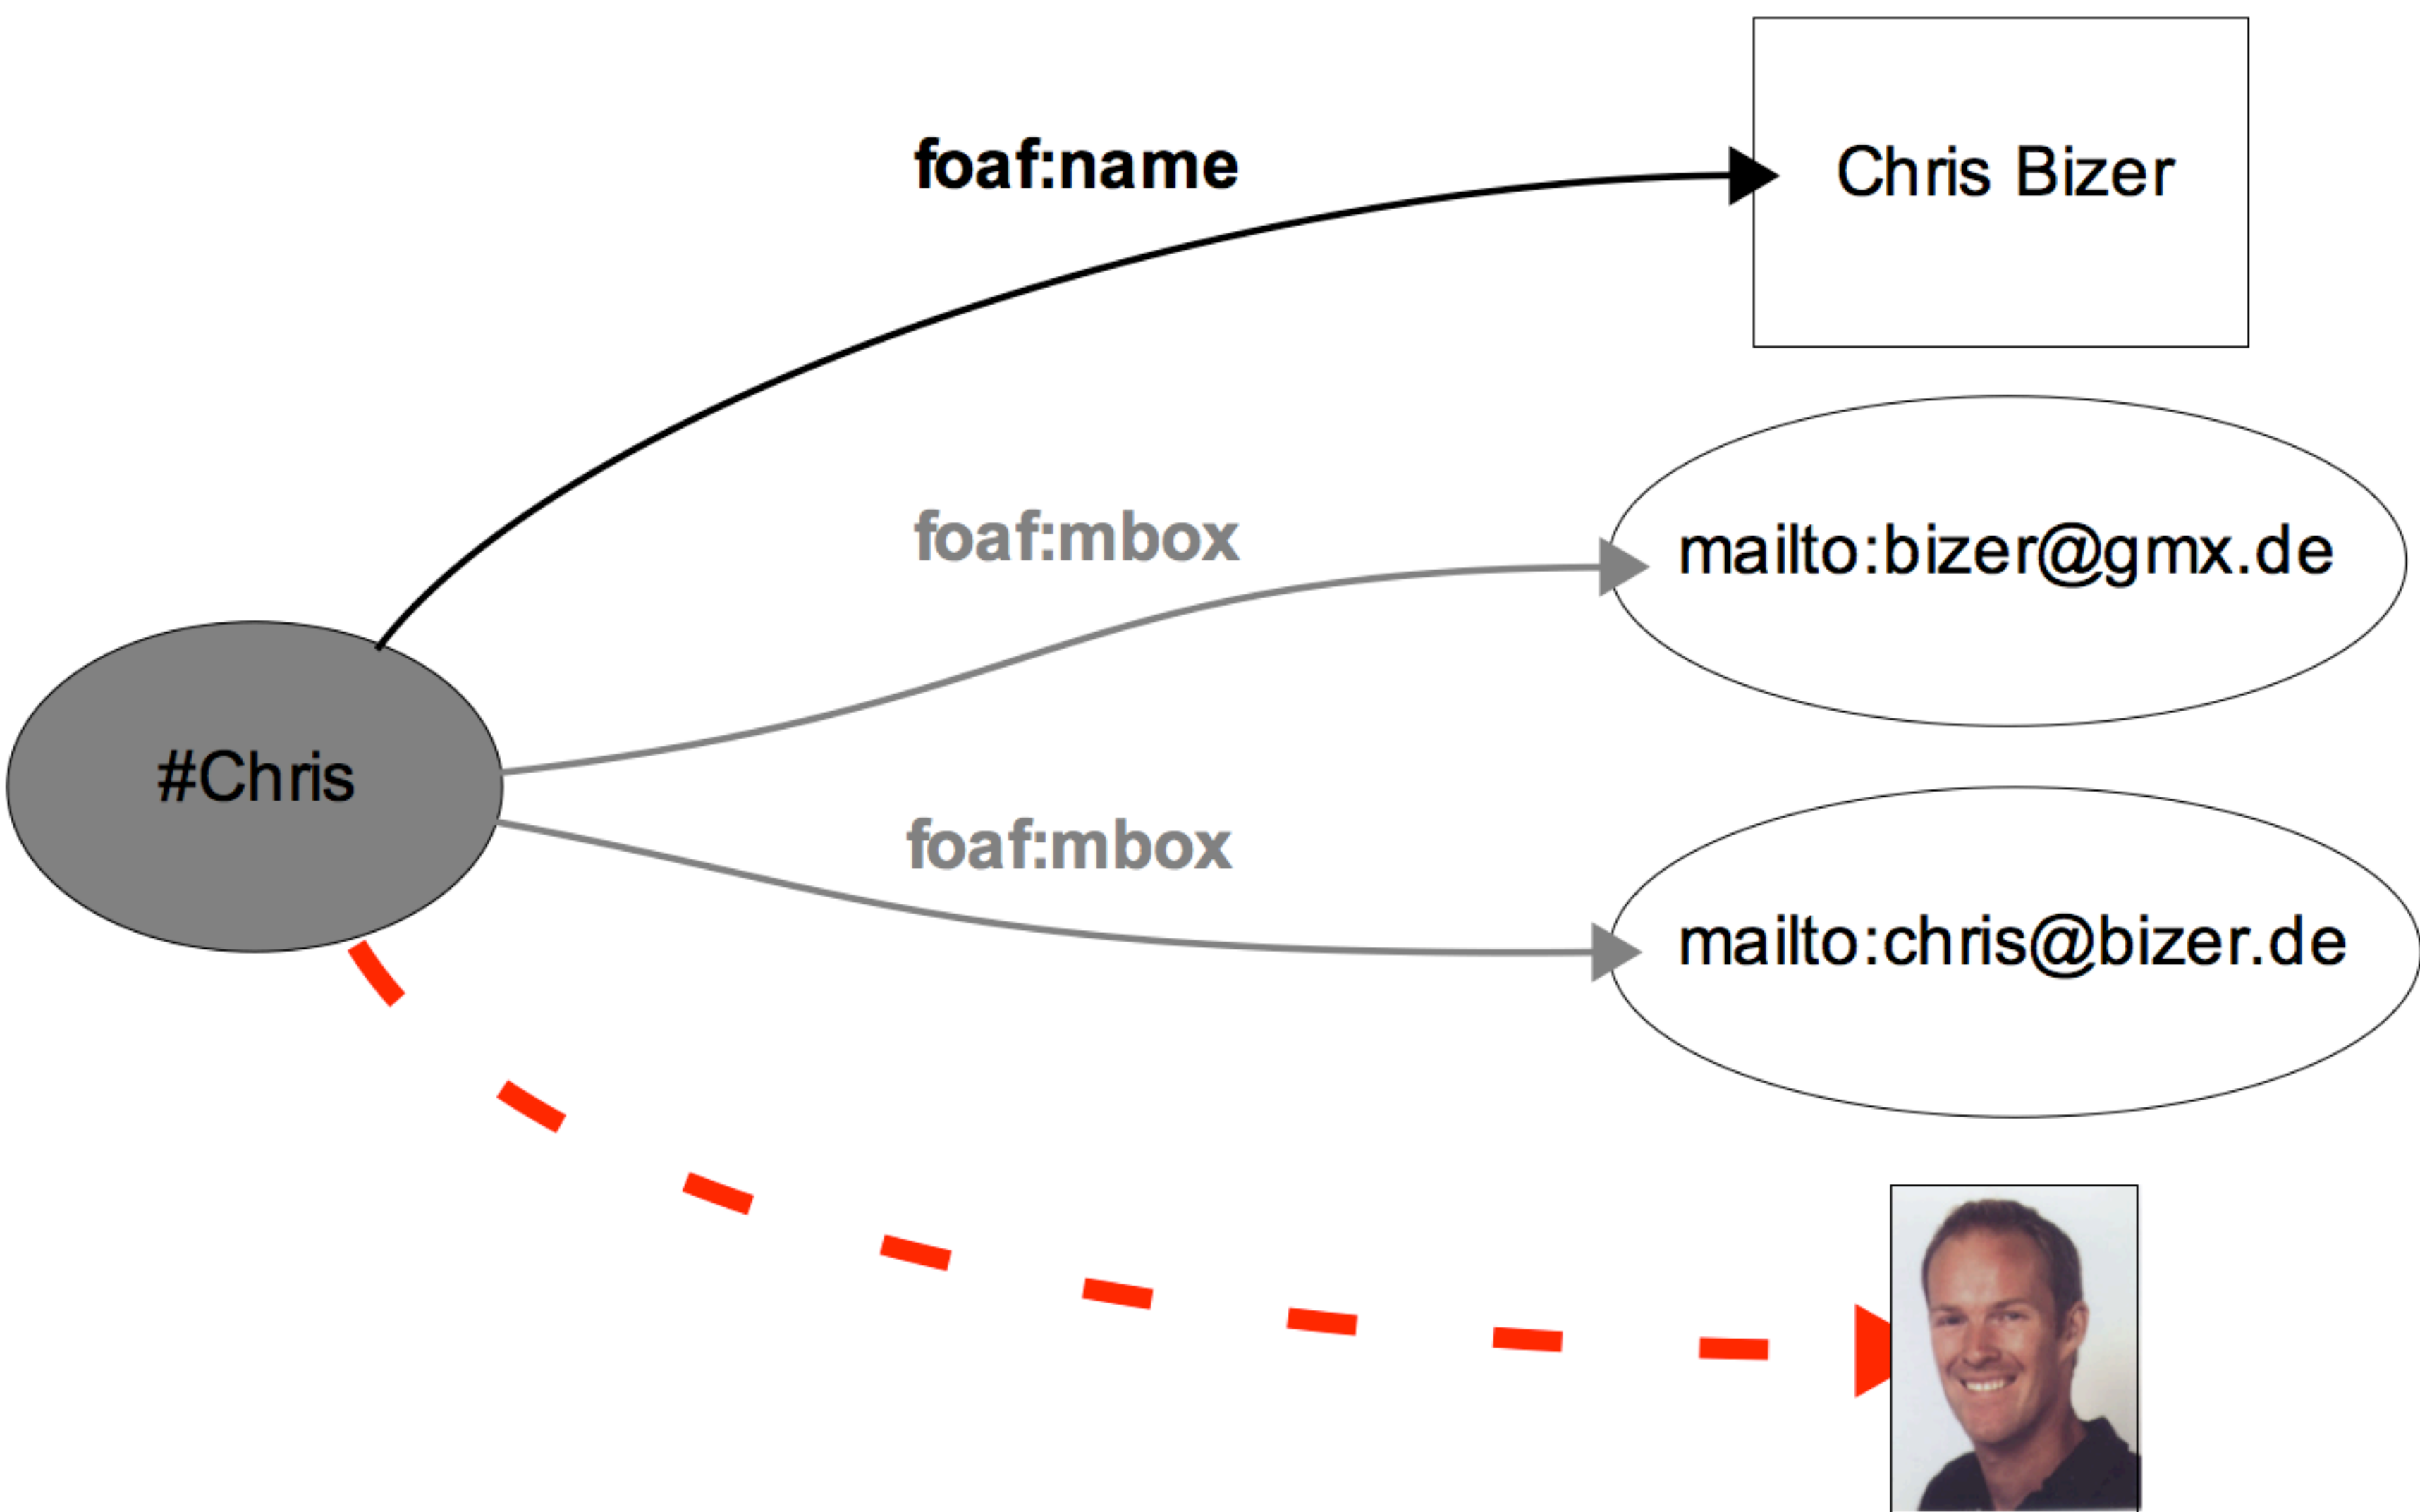 foaf:name
Chris Bizer
foaf:mbox
mailto:bizer@gmx.de
#Chris
foaf:mbox
mailto:chris@bizer.de